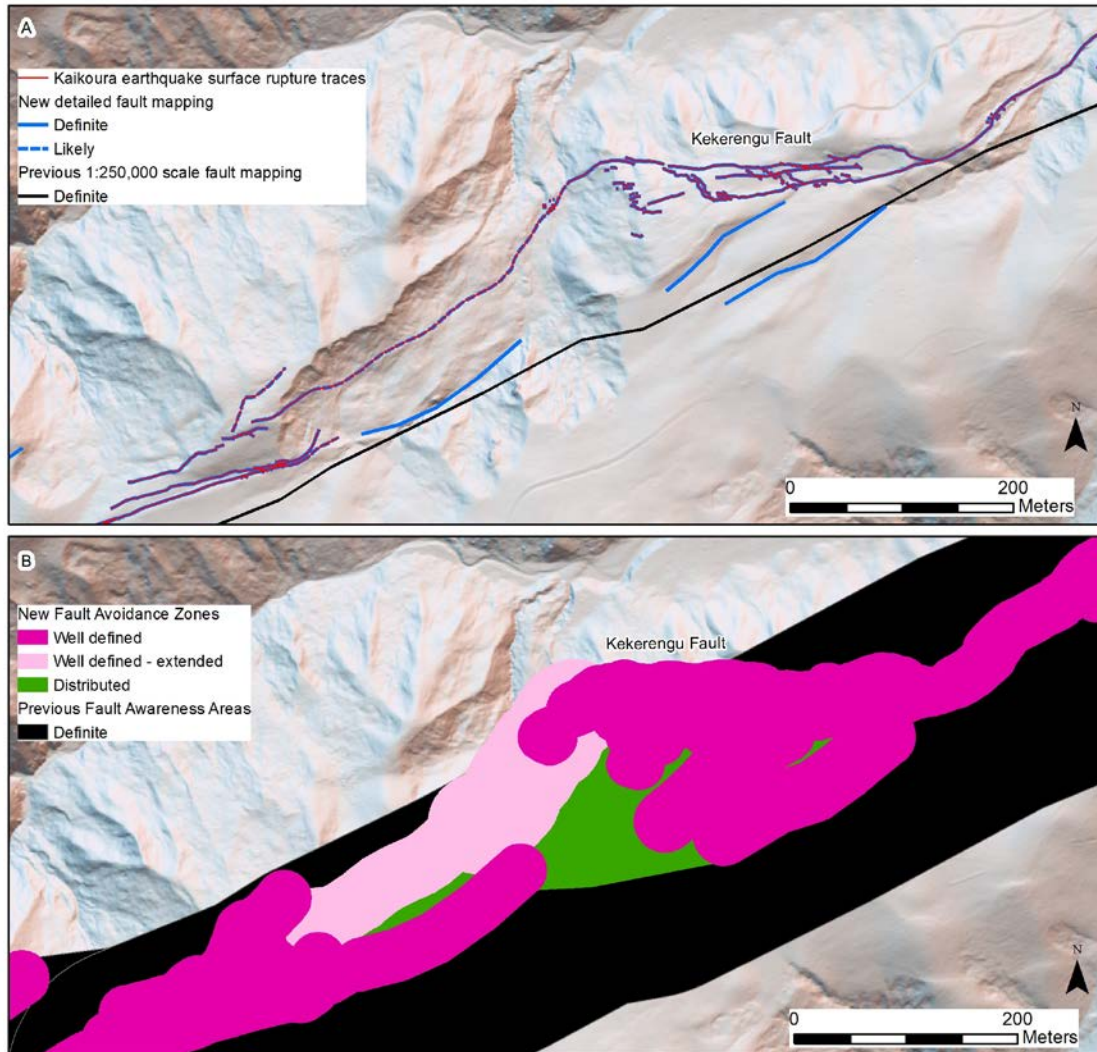 A
Kaikoura earthquake surface rupture traces
New detailed fault mapping
Definite
Likely
Previous 1:250,000 scale fault mapping
Definite
Kekerengu Fault
N
0 200
Meters
B
New Fault Avoidance Zones
Well defined
Well defined - extended
Distributed
Previous Fault Awareness Areas
Definite
Kekerengu Fault
N
0 200
Meters